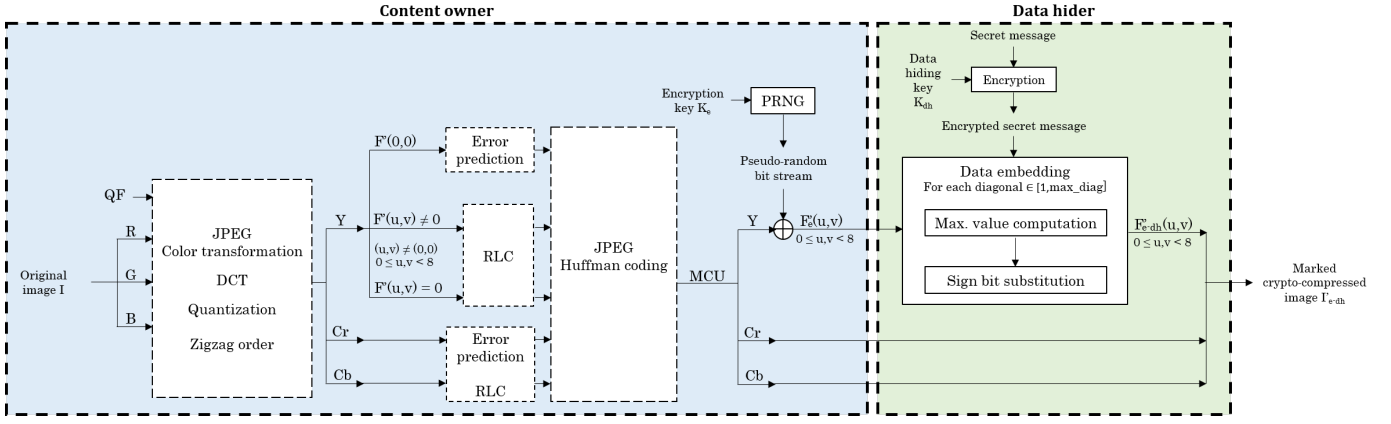 Content owner
Data hider
Secret message
Data
hiding
key
K_dh
Encryption
Encrypted secret message
Encryption
key K_e
PRNG
Pseudo-random
bit stream
Original
image I
QF
R
G
B
JPEG
Color transformation
DCT
Quantization
Zigzag order
Y
Cr
Cb
F'(0,0)
F'(u,v) ≠ 0
(u,v) ≠ (0,0)
0 ≤ u,v < 8
F'(u,v) = 0
Error
prediction
RLC
Error
prediction
RLC
JPEG
Huffman coding
MCU
Y
Cr
Cb
F'_e(u,v)
0 ≤ u,v < 8
Data embedding
For each diagonal ∈ [1,max_diag]
Max. value computation
Sign bit substitution
F'_e-dh(u,v)
0 ≤ u,v < 8
Marked
crypto-compressed
image I'_e-dh